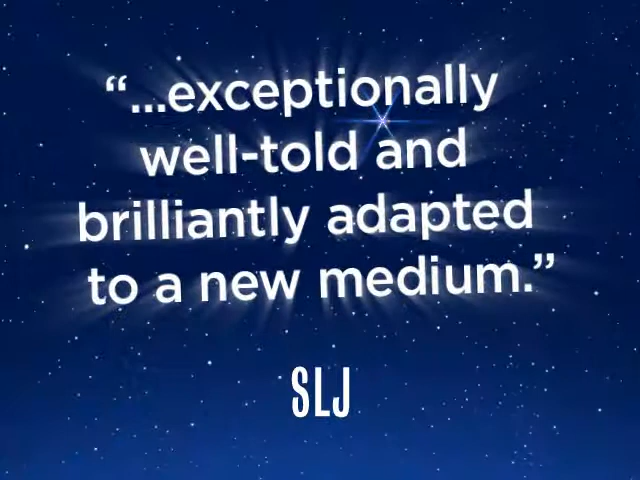 “...exceptionally
well-told and
brilliantly adapted
to a new medium.”
SLJ